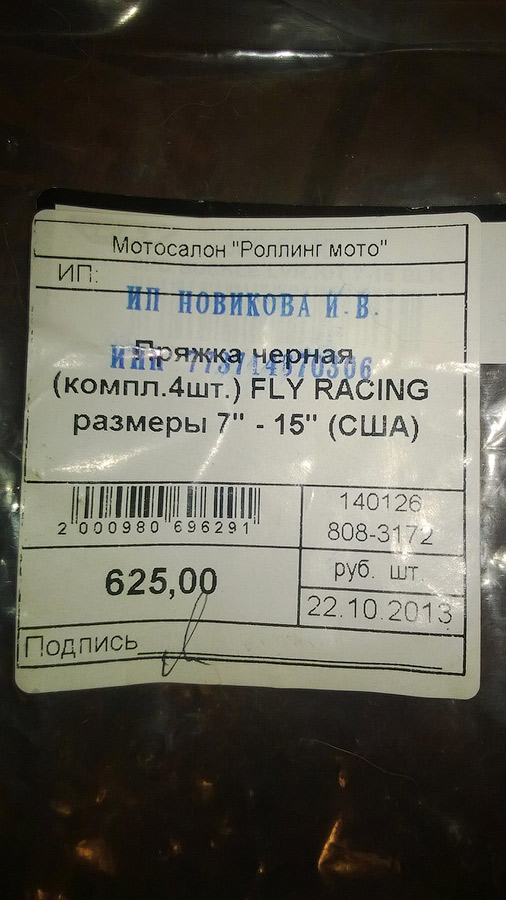 Мотосалон "Роллинг мото"
ИП:
ИП НОВИКОВА И.В.
ИНН
Пряжка черная
(компл.4шт.) FLY RACING
размеры 7" - 15" (США)
2 000980 696291
140126
808-3172
625,00
руб. шт.
22.10.2013
Подпись